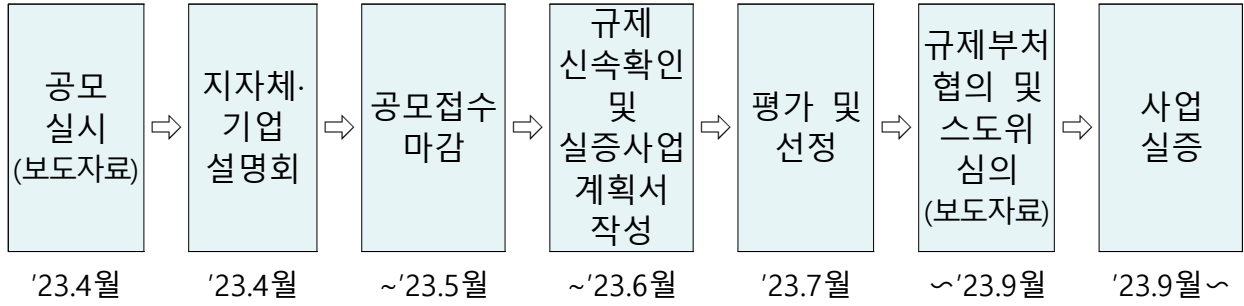 공모
실시
(보도자료)
⇨
지자체·
기업
설명회
⇨
공모접수
마감
⇨
규제
신속확인
및
실증사업
계획서
작성
⇨
평가 및
선정
⇨
규제부처
협의 및
스도위
심의
(보도자료)
⇨
사업
실증
'23.4월
'23.4월
~'23.5월
~'23.6월
'23.7월
~'23.9월
'23.9월~